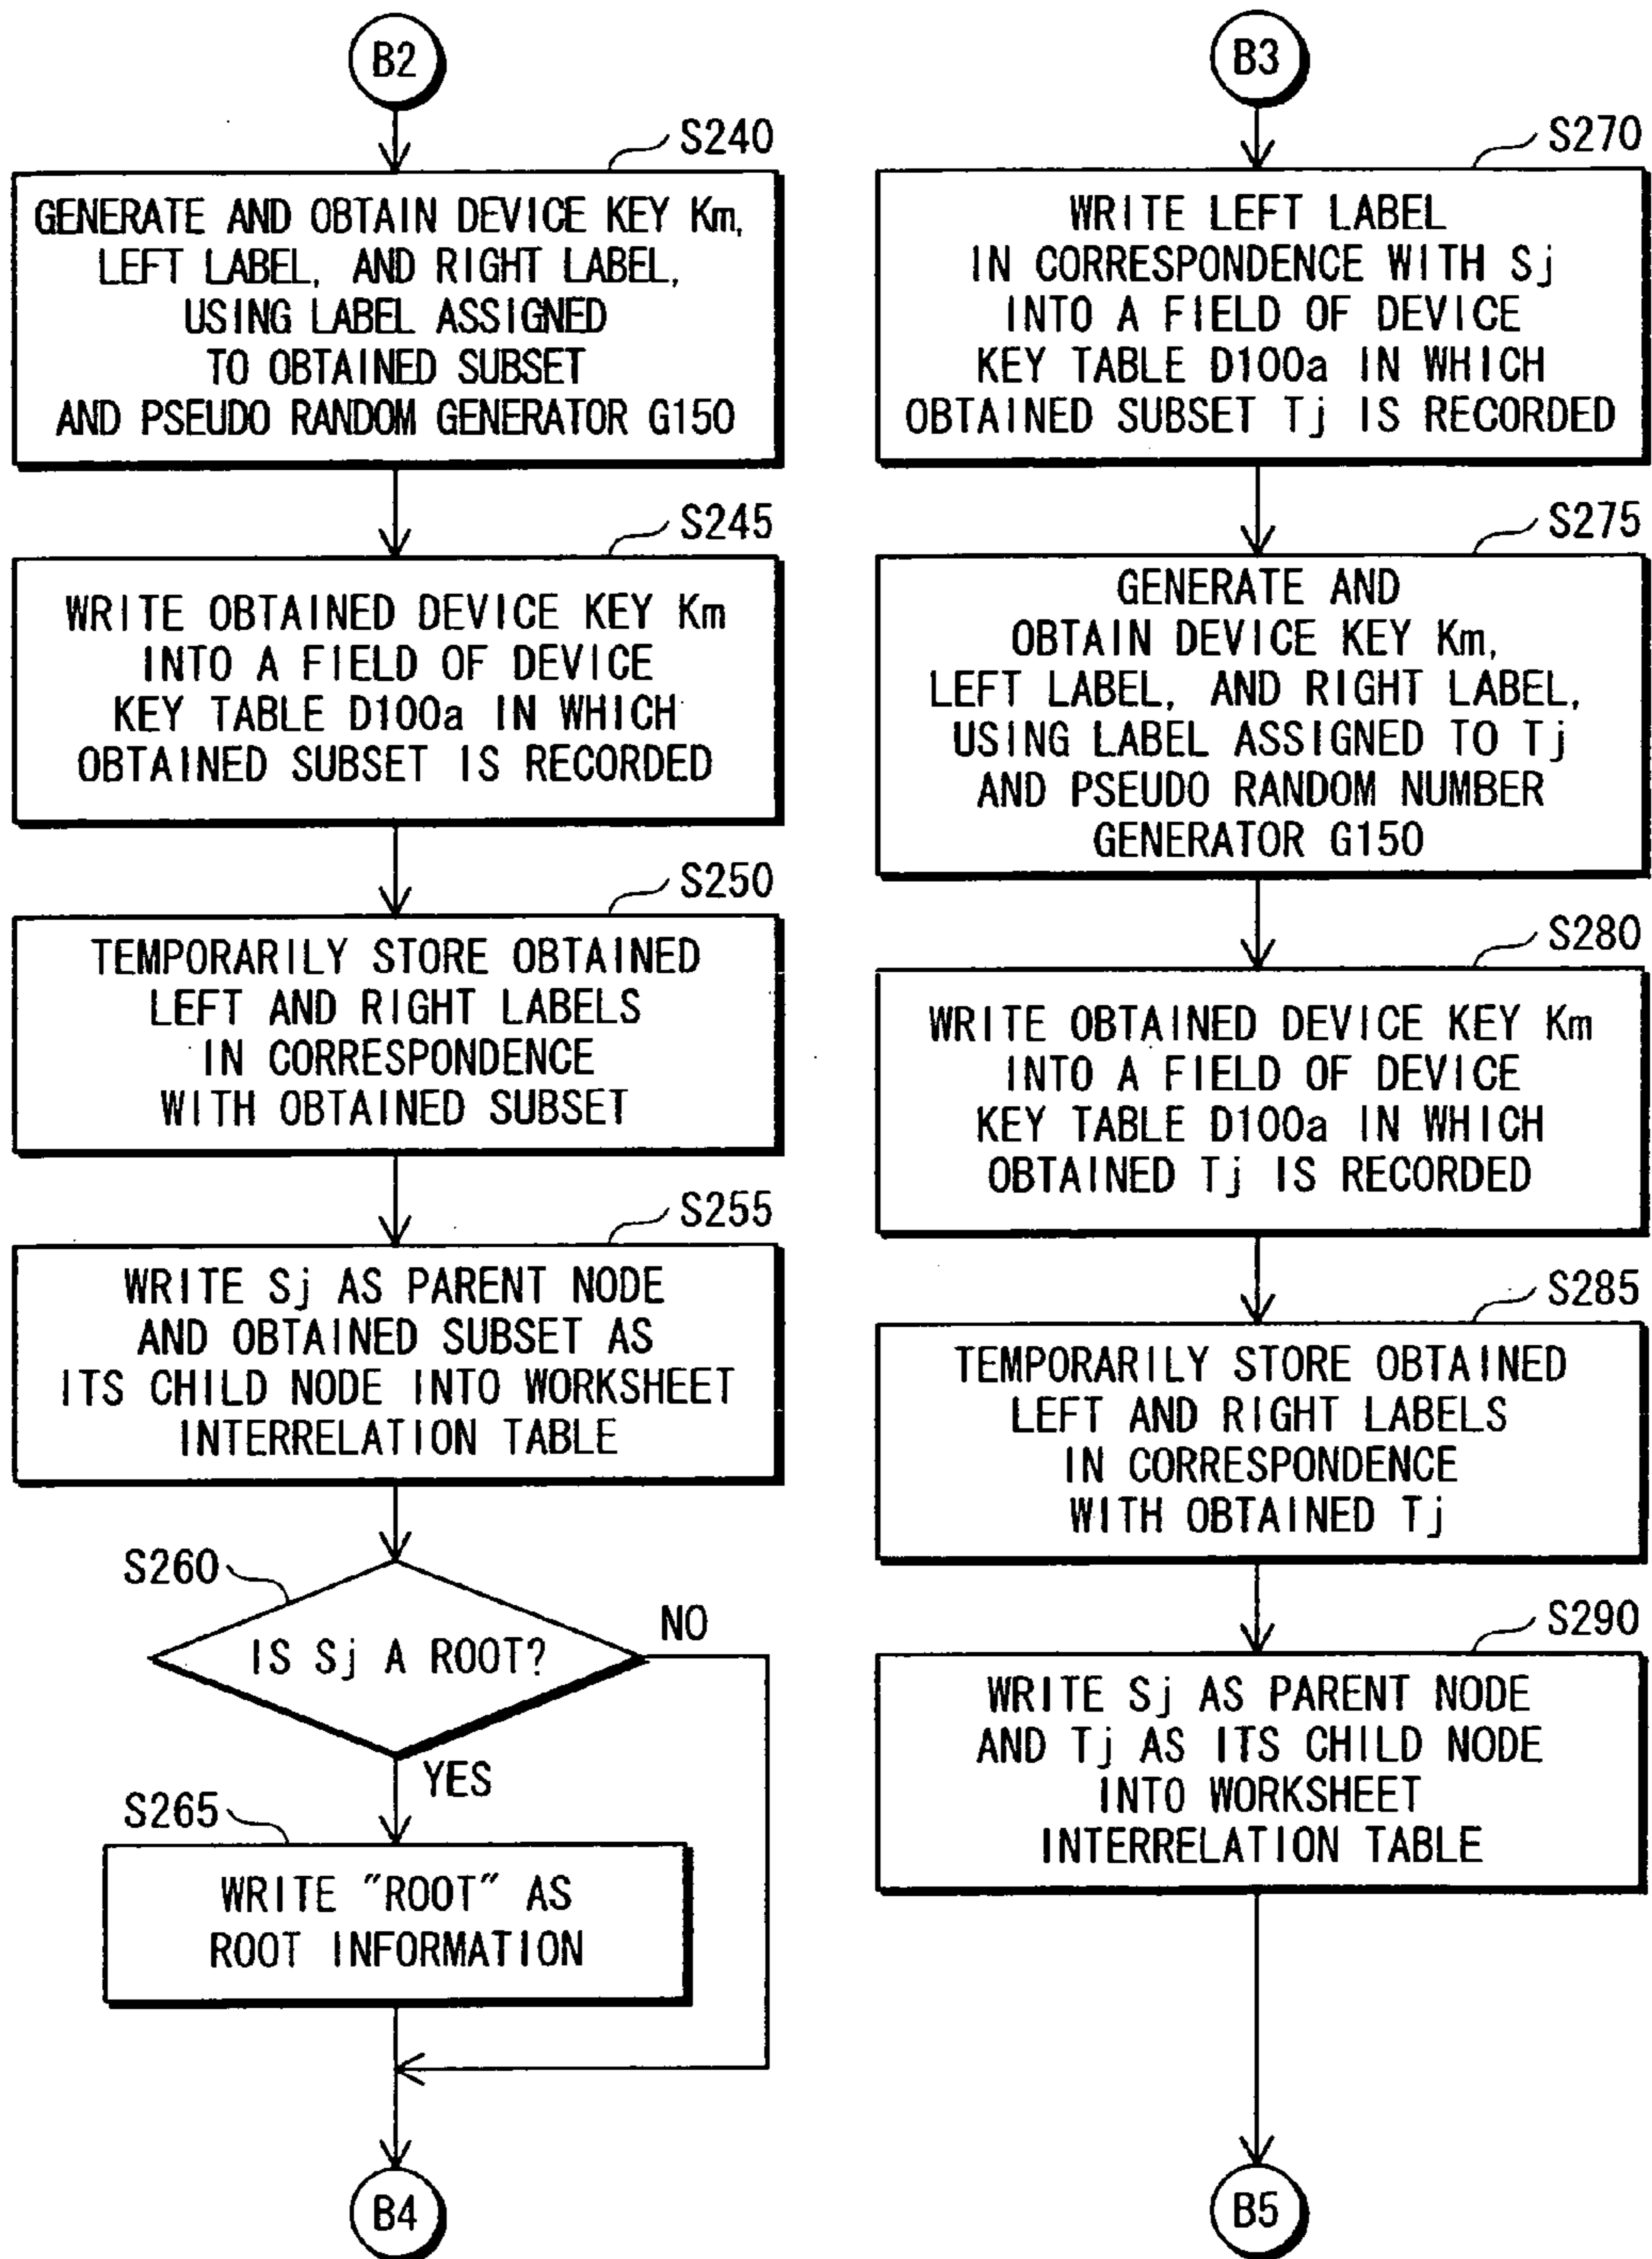 B2
S240
GENERATE AND OBTAIN DEVICE KEY Km,
LEFT LABEL, AND RIGHT LABEL,
USING LABEL ASSIGNED
TO OBTAINED SUBSET
AND PSEUDO RANDOM GENERATOR G150
S245
WRITE OBTAINED DEVICE KEY Km
INTO A FIELD OF DEVICE
KEY TABLE D100a IN WHICH
OBTAINED SUBSET IS RECORDED
S250
TEMPORARILY STORE OBTAINED
LEFT AND RIGHT LABELS
IN CORRESPONDENCE
WITH OBTAINED SUBSET
S255
WRITE Sj AS PARENT NODE
AND OBTAINED SUBSET AS
ITS CHILD NODE INTO WORKSHEET
INTERRELATION TABLE
S260
IS Sj A ROOT?
NO
YES
S265
WRITE "ROOT" AS
ROOT INFORMATION
B4
B3
S270
WRITE LEFT LABEL
IN CORRESPONDENCE WITH Sj
INTO A FIELD OF DEVICE
KEY TABLE D100a IN WHICH
OBTAINED SUBSET Tj IS RECORDED
S275
GENERATE AND
OBTAIN DEVICE KEY Km,
LEFT LABEL, AND RIGHT LABEL,
USING LABEL ASSIGNED TO Tj
AND PSEUDO RANDOM NUMBER
GENERATOR G150
S280
WRITE OBTAINED DEVICE KEY Km
INTO A FIELD OF DEVICE
KEY TABLE D100a IN WHICH
OBTAINED Tj IS RECORDED
S285
TEMPORARILY STORE OBTAINED
LEFT AND RIGHT LABELS
IN CORRESPONDENCE
WITH OBTAINED Tj
S290
WRITE Sj AS PARENT NODE
AND Tj AS ITS CHILD NODE
INTO WORKSHEET
INTERRELATION TABLE
B5